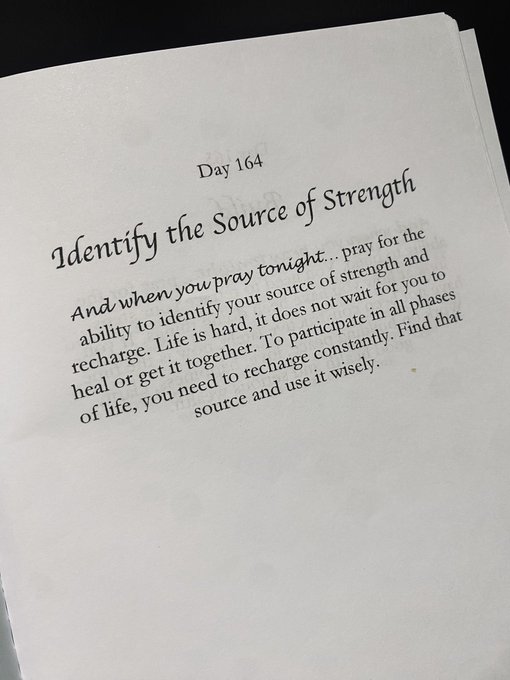 Day 164
Identify the Source of Strength
And when you pray tonight... pray for the
ability to identify your source of strength and
recharge. Life is hard, it does not wait for you to
heal or get it together. To participate in all phases
of life, you need to recharge constantly. Find that
source and use it wisely.